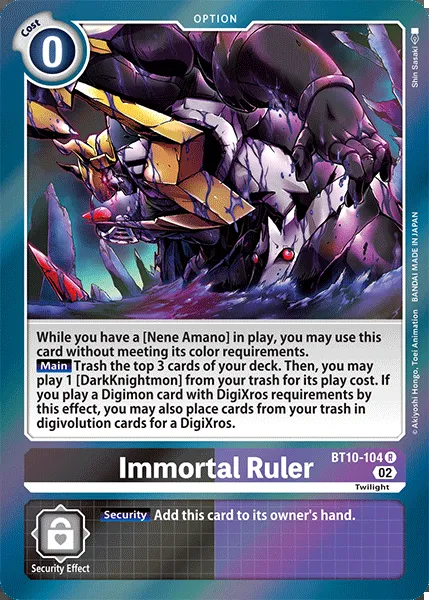 OPTION
Cost
0
Shin Sasaki
While you have a [Nene Amano] in play, you may use this
card without meeting its color requirements.
Main Trash the top 3 cards of your deck. Then, you may
play 1 [DarkKnightmon] from your trash for its play cost. If
you play a Digimon card with DigiXros requirements by
this effect, you may also place cards from your trash in
digivolution cards for a DigiXros.
© Akiyoshi Hongo, Toei Animation BANDAI MADE IN JAPAN
Immortal Ruler
BT10-104 R
02
Twilight
Security Add this card to its owner's hand.
Security Effect